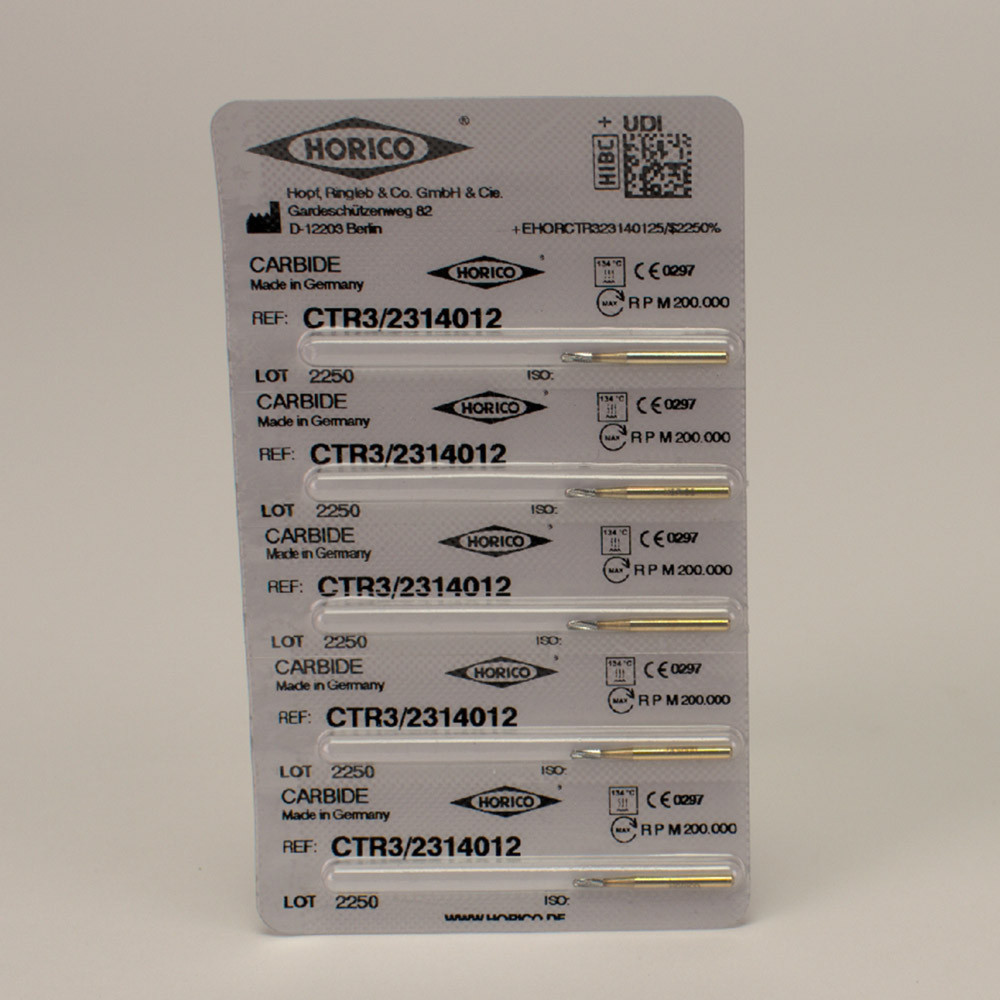 HORICO ®
+ UDI
HIBC
Hopf, Ringleb & Co. GmbH & Cie.
Gardeschützenweg 82
D-12203 Berlin
+EHORCTR323140125/$2250%
CARBIDE HORICO ® 134 °C CE 0297
Made in Germany
MAX RPM 200.000
REF: CTR3/2314012
LOT 2250 ISO:
CARBIDE HORICO ® 134 °C CE 0297
Made in Germany
MAX RPM 200.000
REF: CTR3/2314012
LOT 2250 ISO:
CARBIDE HORICO ® 134 °C CE 0297
Made in Germany
MAX RPM 200.000
REF: CTR3/2314012
LOT 2250 ISO:
CARBIDE HORICO ® 134 °C CE 0297
Made in Germany
MAX RPM 200.000
REF: CTR3/2314012
LOT 2250 ISO:
CARBIDE HORICO ® 134 °C CE 0297
Made in Germany
MAX RPM 200.000
REF: CTR3/2314012
LOT 2250 ISO:
WWW.HORICO.DE